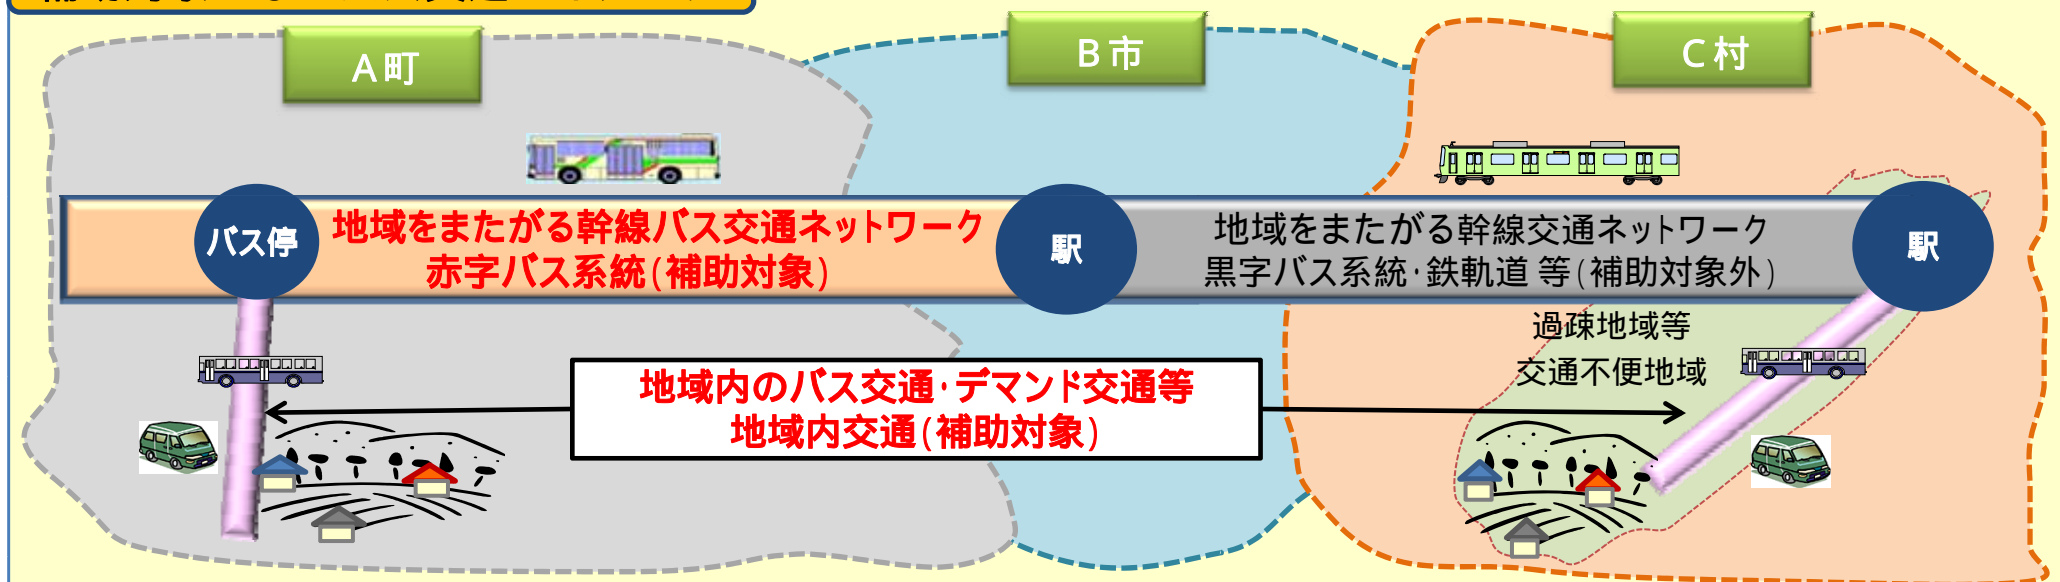 A町
B市
C村
バス停
地域をまたがる幹線バス交通ネットワーク
赤字バス系統(補助対象)
駅
地域をまたがる幹線交通ネットワーク
黒字バス系統・鉄軌道 等(補助対象外)
駅
過疎地域等
交通不便地域
地域内のバス交通・デマンド交通等
地域内交通(補助対象)